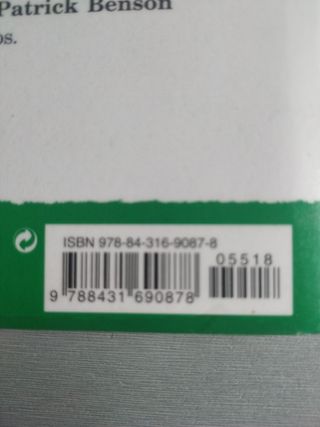 Patrick Benson
os.
ISBN 978-84-316-9087-8
05518
9 788431 690878